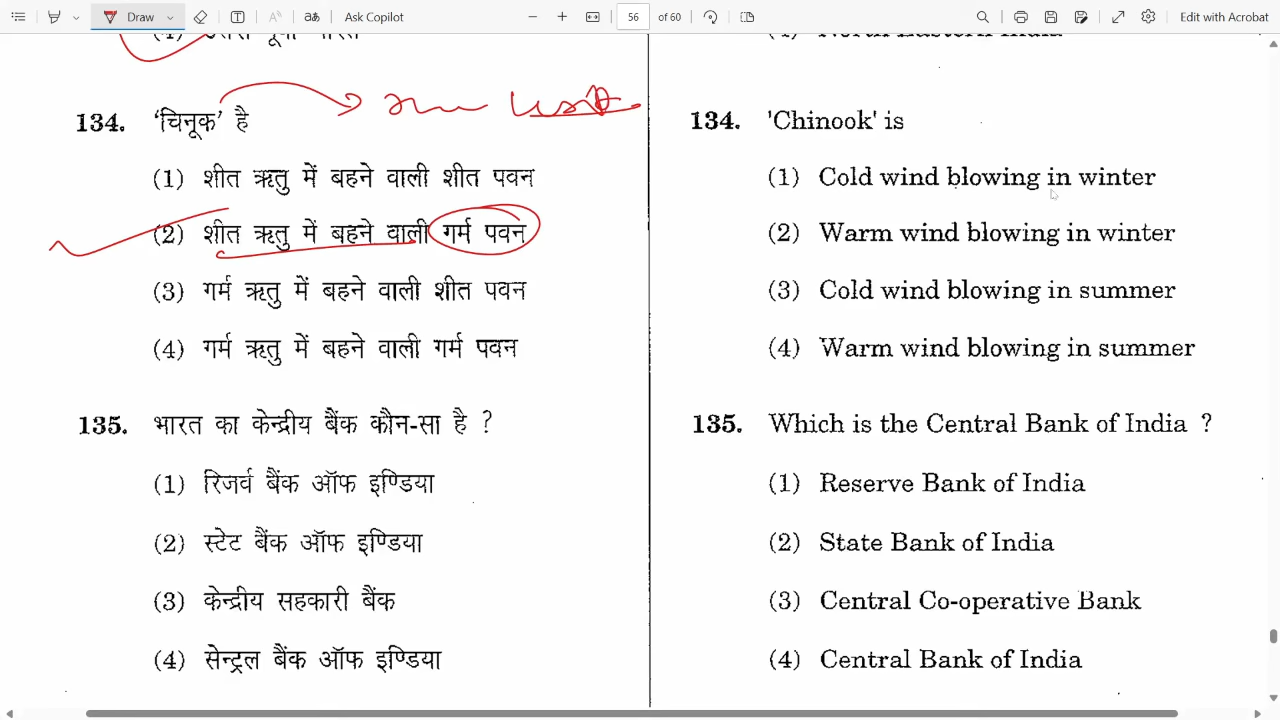 Draw
Ask Copilot
56 of 60
Edit with Acrobat
134. 'चिनूक' है
(1) शीत ऋतु में बहने वाली शीत पवन
(2) शीत ऋतु में बहने वाली गर्म पवन
(3) गर्म ऋतु में बहने वाली शीत पवन
(4) गर्म ऋतु में बहने वाली गर्म पवन
135. भारत का केन्द्रीय बैंक कौन-सा है ?
(1) रिजर्व बैंक ऑफ इण्डिया
(2) स्टेट बैंक ऑफ इण्डिया
(3) केन्द्रीय सहकारी बैंक
(4) सेन्ट्रल बैंक ऑफ इण्डिया
(4) North Eastern India
134. 'Chinook' is
(1) Cold wind blowing in winter
(2) Warm wind blowing in winter
(3) Cold wind blowing in summer
(4) Warm wind blowing in summer
135. Which is the Central Bank of India ?
(1) Reserve Bank of India
(2) State Bank of India
(3) Central Co-operative Bank
(4) Central Bank of India